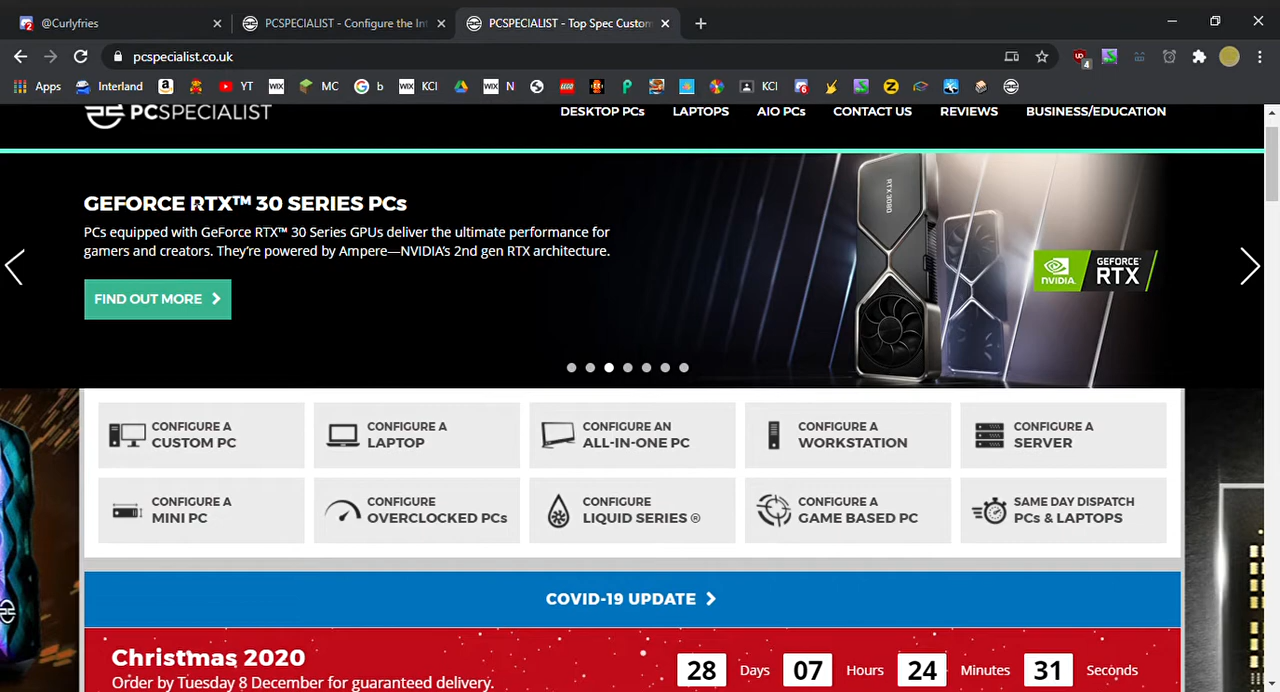 @Curlyfries
PCSPECIALIST - Configure the Int
PCSPECIALIST - Top Spec Custom
pcspecialist.co.uk
4
Apps
Interland
YT
WIX
MC
b
WIX
KCI
WIX
N
KCI
PCSPECIALIST
DESKTOP PCs
LAPTOPS
AIO PCs
CONTACT US
REVIEWS
BUSINESS/EDUCATION
GEFORCE RTX™ 30 SERIES PCs
PCs equipped with GeForce RTX™ 30 Series GPUs deliver the ultimate performance for
gamers and creators. They're powered by Ampere—NVIDIA's 2nd gen RTX architecture.
FIND OUT MORE
RTX 3080
NVIDIA.
GEFORCE
RTX
CONFIGURE A
CUSTOM PC
CONFIGURE A
LAPTOP
CONFIGURE AN
ALL-IN-ONE PC
CONFIGURE A
WORKSTATION
CONFIGURE A
SERVER
CONFIGURE A
MINI PC
CONFIGURE
OVERCLOCKED PCs
CONFIGURE
LIQUID SERIES ®
CONFIGURE A
GAME BASED PC
SAME DAY DISPATCH
PCs & LAPTOPS
COVID-19 UPDATE
Christmas 2020
Order by Tuesday 8 December for guaranteed delivery.
28 Days 07 Hours 24 Minutes 31 Seconds